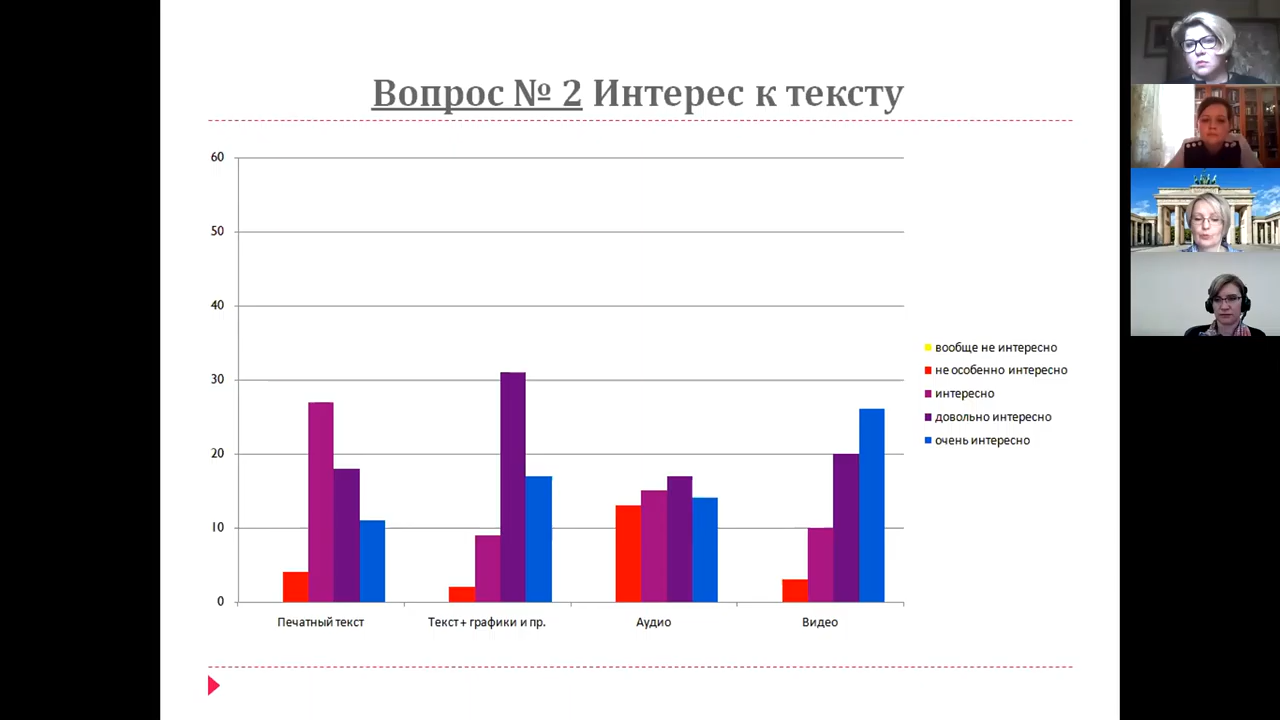 Вопрос № 2 Интерес к тексту
60
50
40
30
20
10
0
Печатный текст
Текст + графики и пр.
Аудио
Видео
вообще не интересно
не особенно интересно
интересно
довольно интересно
очень интересно